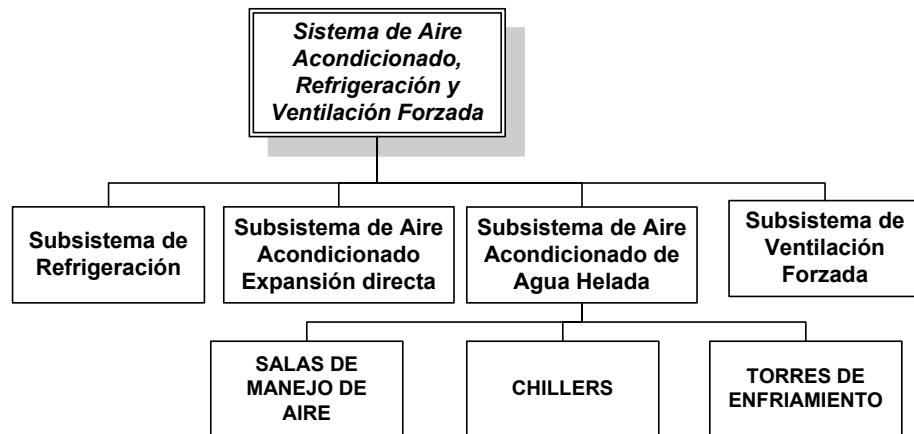 Sistema de Aire
Acondicionado,
Refrigeración y
Ventilación Forzada
Subsistema de
Refrigeración
Subsistema de Aire
Acondicionado
Expansión directa
Subsistema de Aire
Acondicionado de
Agua Helada
Subsistema de
Ventilación
Forzada
SALAS DE
MANEJO DE
AIRE
CHILLERS
TORRES DE
ENFRIAMIENTO